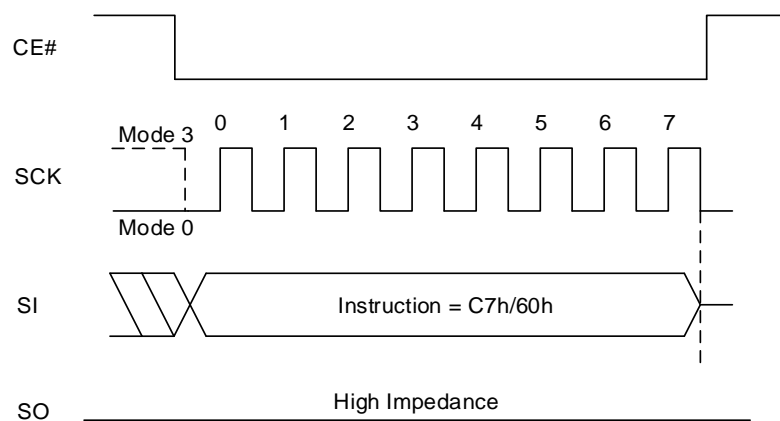 CE#
Mode 3
0 1 2 3 4 5 6 7
SCK
Mode 0
SI
Instruction = C7h/60h
SO
High Impedance